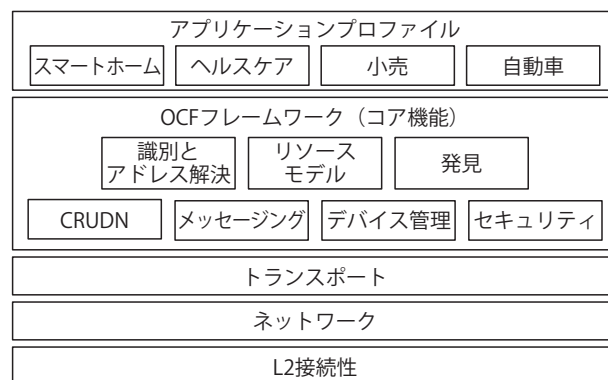 アプリケーションプロファイル
スマートホーム
ヘルスケア
小売
自動車
OCFフレームワーク（コア機能）
識別と
アドレス解決
リソース
モデル
発見
CRUDN
メッセージング
デバイス管理
セキュリティ
トランスポート
ネットワーク
L2接続性